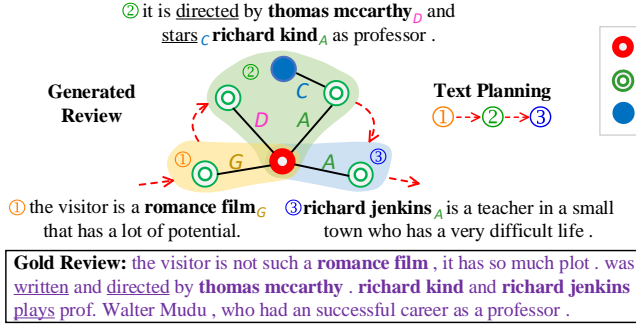 ② it is directed by thomas mccarthy D and
stars C richard kind A as professor .
Generated
Review
②
C
D
A
Text Planning
① ② ③
①
G
A
③
① the visitor is a romance film G
that has a lot of potential.
③ richard jenkins A is a teacher in a small
town who has a very difficult life .
Gold Review: the visitor is not such a romance film , it has so much plot . was
written and directed by thomas mccarthy . richard kind and richard jenkins
plays prof. Walter Mudu , who had an successful career as a professor .